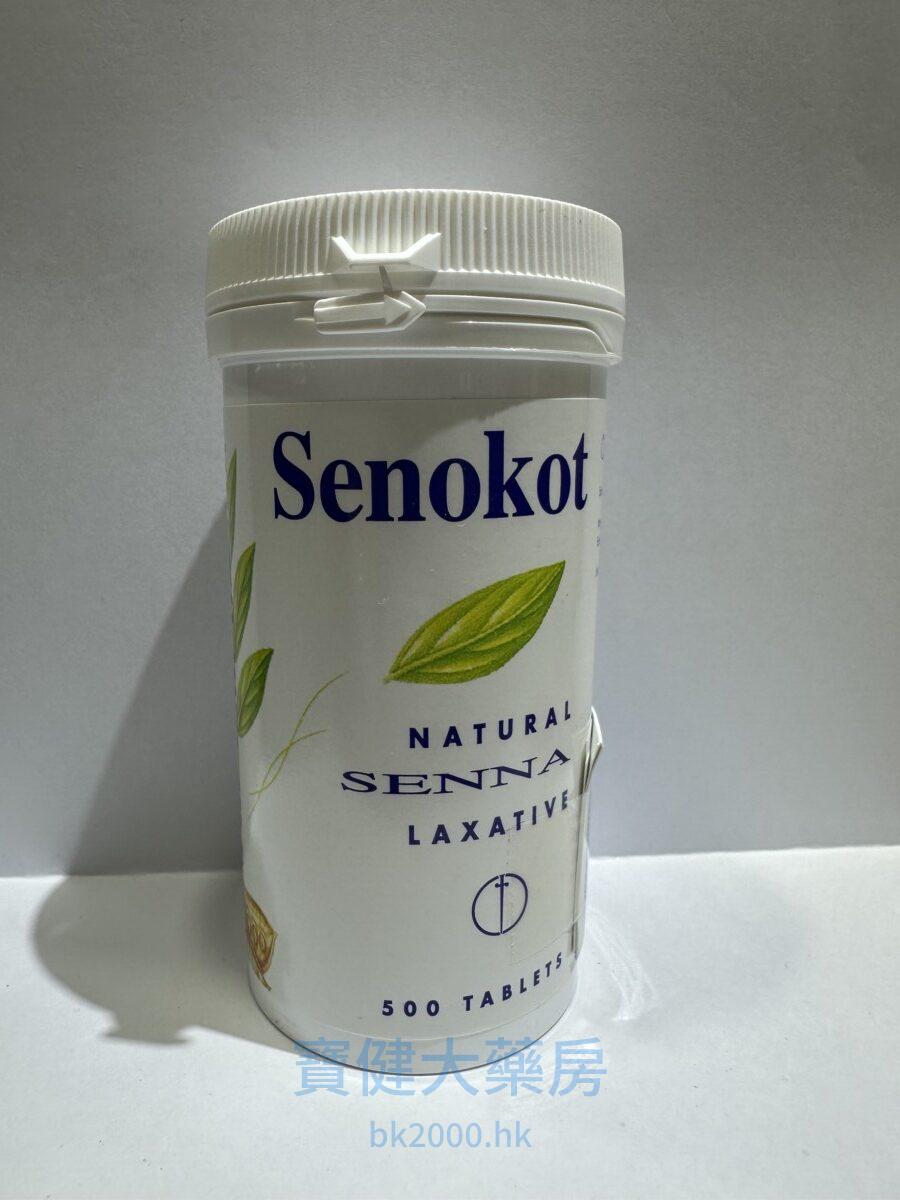 Senokot
NATURAL
SENNA
LAXATIVE
500 TABLETS
寶健大藥房
bk2000.hk